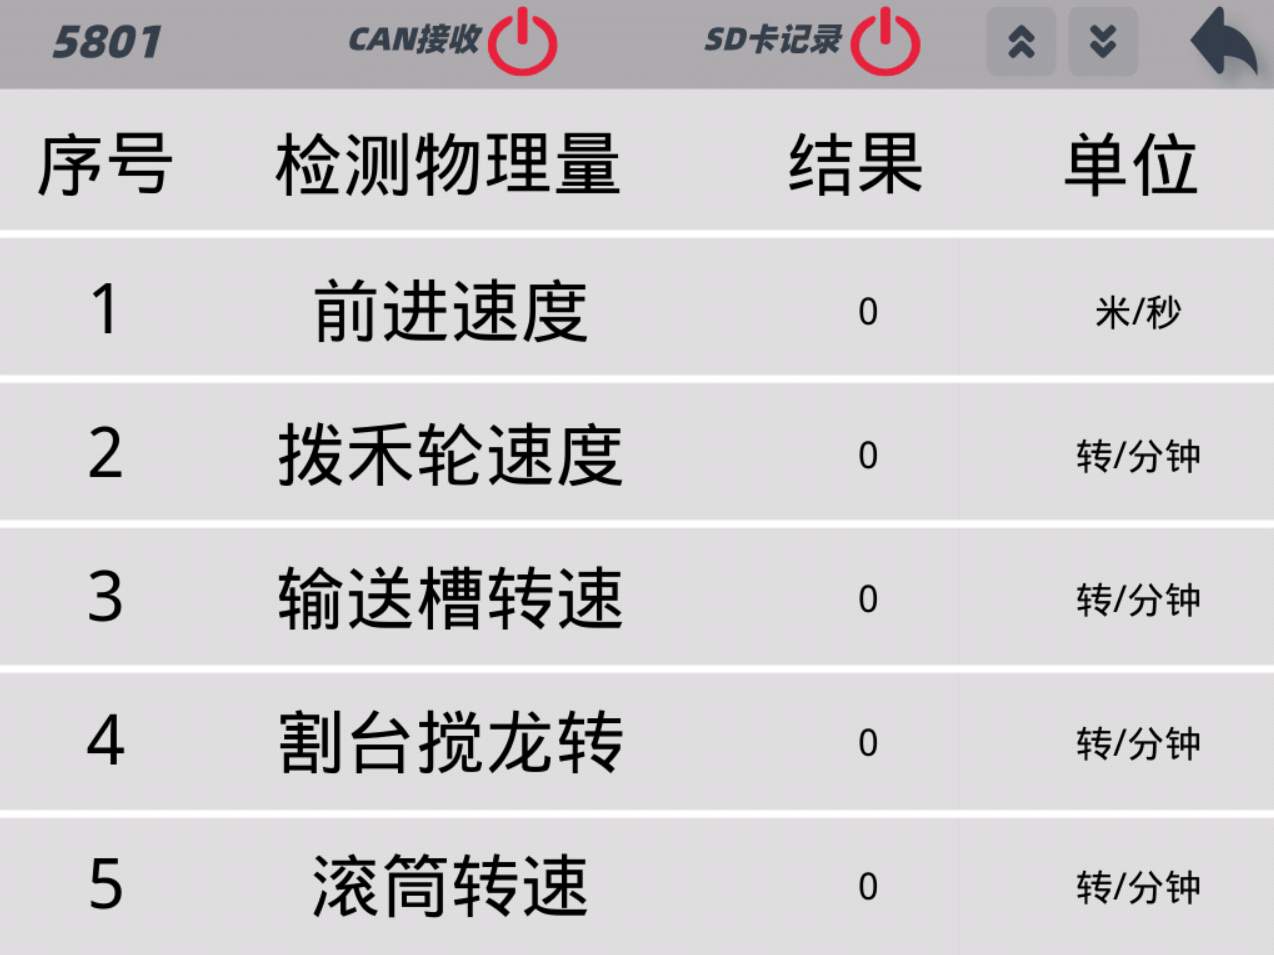 5801 CAN接收 SD卡记录
序号 检测物理量 结果 单位
1 前进速度 0 米/秒
2 拨禾轮速度 0 转/分钟
3 输送槽转速 0 转/分钟
4 割台搅龙转 0 转/分钟
5 滚筒转速 0 转/分钟